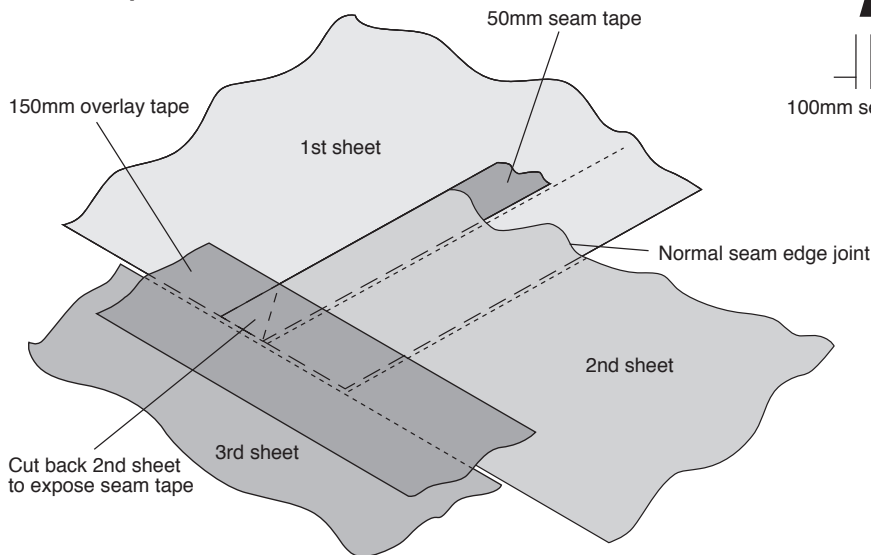 50mm seam tape
150mm overlay tape
100mm se
1st sheet
Normal seam edge joint
2nd sheet
3rd sheet
Cut back 2nd sheet
to expose seam tape